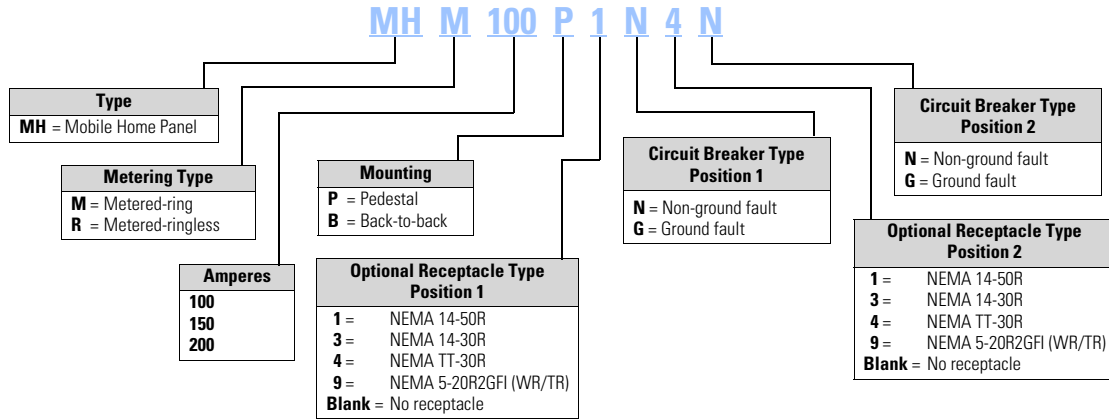 MH M 100 P 1 N 4 N
Type
MH = Mobile Home Panel
Metering Type
M = Metered-ring
R = Metered-ringless
Amperes
100
150
200
Mounting
P = Pedestal
B = Back-to-back
Optional Receptacle Type
Position 1
1 = NEMA 14-50R
3 = NEMA 14-30R
4 = NEMA TT-30R
9 = NEMA 5-20R2GFI (WR/TR)
Blank = No receptacle
Circuit Breaker Type
Position 1
N = Non-ground fault
G = Ground fault
Optional Receptacle Type
Position 2
1 = NEMA 14-50R
3 = NEMA 14-30R
4 = NEMA TT-30R
9 = NEMA 5-20R2GFI (WR/TR)
Blank = No receptacle
Circuit Breaker Type
Position 2
N = Non-ground fault
G = Ground fault